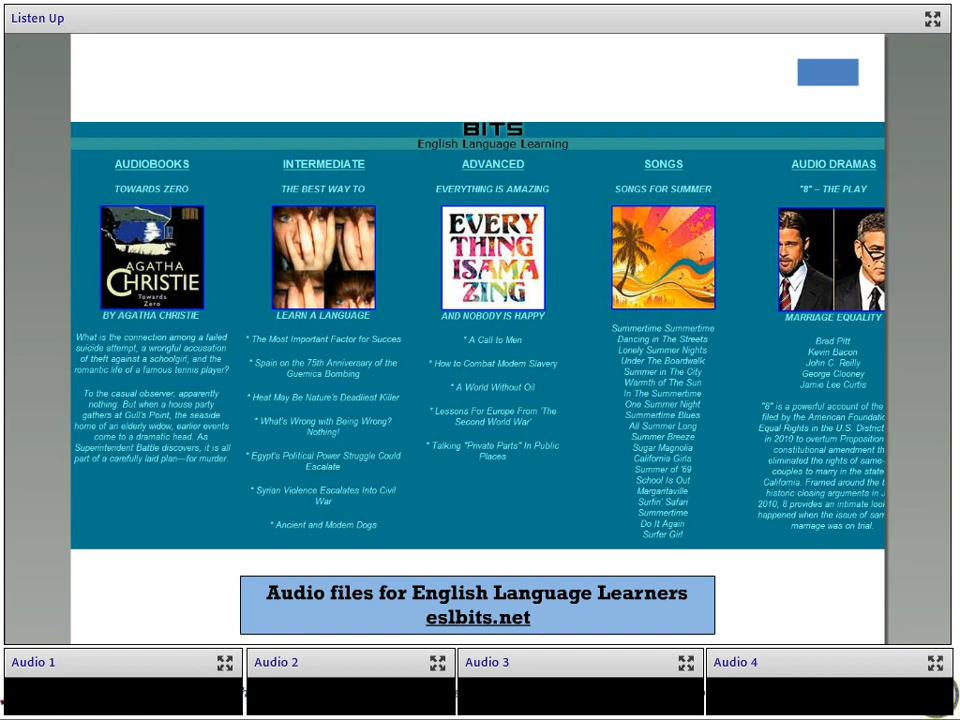 Listen Up
BITS
English Language Learning
AUDIOBOOKS
TOWARDS ZERO
AGATHA
CHRISTIE
Towards
Zero
BY AGATHA CHRISTIE
What is the connection among a failed
suicide attempt, a wrongful accusation
of theft against a schoolgirl, and the
romantic life of a famous tennis player?
To the casual observer, apparently
nothing. But when a house party
gathers at Gull's Point, the seaside
home of an elderly widow, earlier events
come to a dramatic head. As
Superintendent Battle discovers, it is all
part of a carefully laid plan—for murder.
INTERMEDIATE
THE BEST WAY TO
LEARN A LANGUAGE
* The Most Important Factor for Succes
* Spain on the 75th Anniversary of the
Guernica Bombing
* Heat May Be Nature's Deadliest Killer
* What's Wrong with Being Wrong?
Nothing!
* Egypt's Political Power Struggle Could
Escalate
* Syrian Violence Escalates Into Civil
War
* Ancient and Modern Dogs
ADVANCED
EVERYTHING IS AMAZING
EVERY
THING
ISAMA
ZING
AND NOBODY IS HAPPY
* A Call to Men
* How to Combat Modern Slavery
* A World Without Oil
* Lessons For Europe From 'The
Second World War'
* Talking "Private Parts" In Public
Places
SONGS
SONGS FOR SUMMER
Summertime Summertime
Dancing in The Streets
Lonely Summer Nights
Under The Boardwalk
Summer in The City
Warmth of The Sun
In The Summertime
One Summer Night
Summertime Blues
All Summer Long
Summer Breeze
Sugar Magnolia
California Girls
Summer of '69
School Is Out
Margaritaville
Surfin' Safari
Summertime
Do It Again
Surfer Girl
AUDIO DRAMAS
"8" – THE PLAY
MARRIAGE EQUALITY
Brad Pitt
Kevin Bacon
John C. Reilly
George Clooney
Jamie Lee Curtis
"8" is a powerful account of the
filed by the American Foundatio
Equal Rights in the U.S. District
in 2010 to overturn Proposition
constitutional amendment th
eliminated the rights of same-
couples to marry in the state
California. Framed around the t
historic closing arguments in J
2010, 8 provides an intimate loo
happened when the issue of sam
marriage was on trial.
Audio files for English Language Learners
eslbits.net
Audio 1
Audio 2
Audio 3
Audio 4